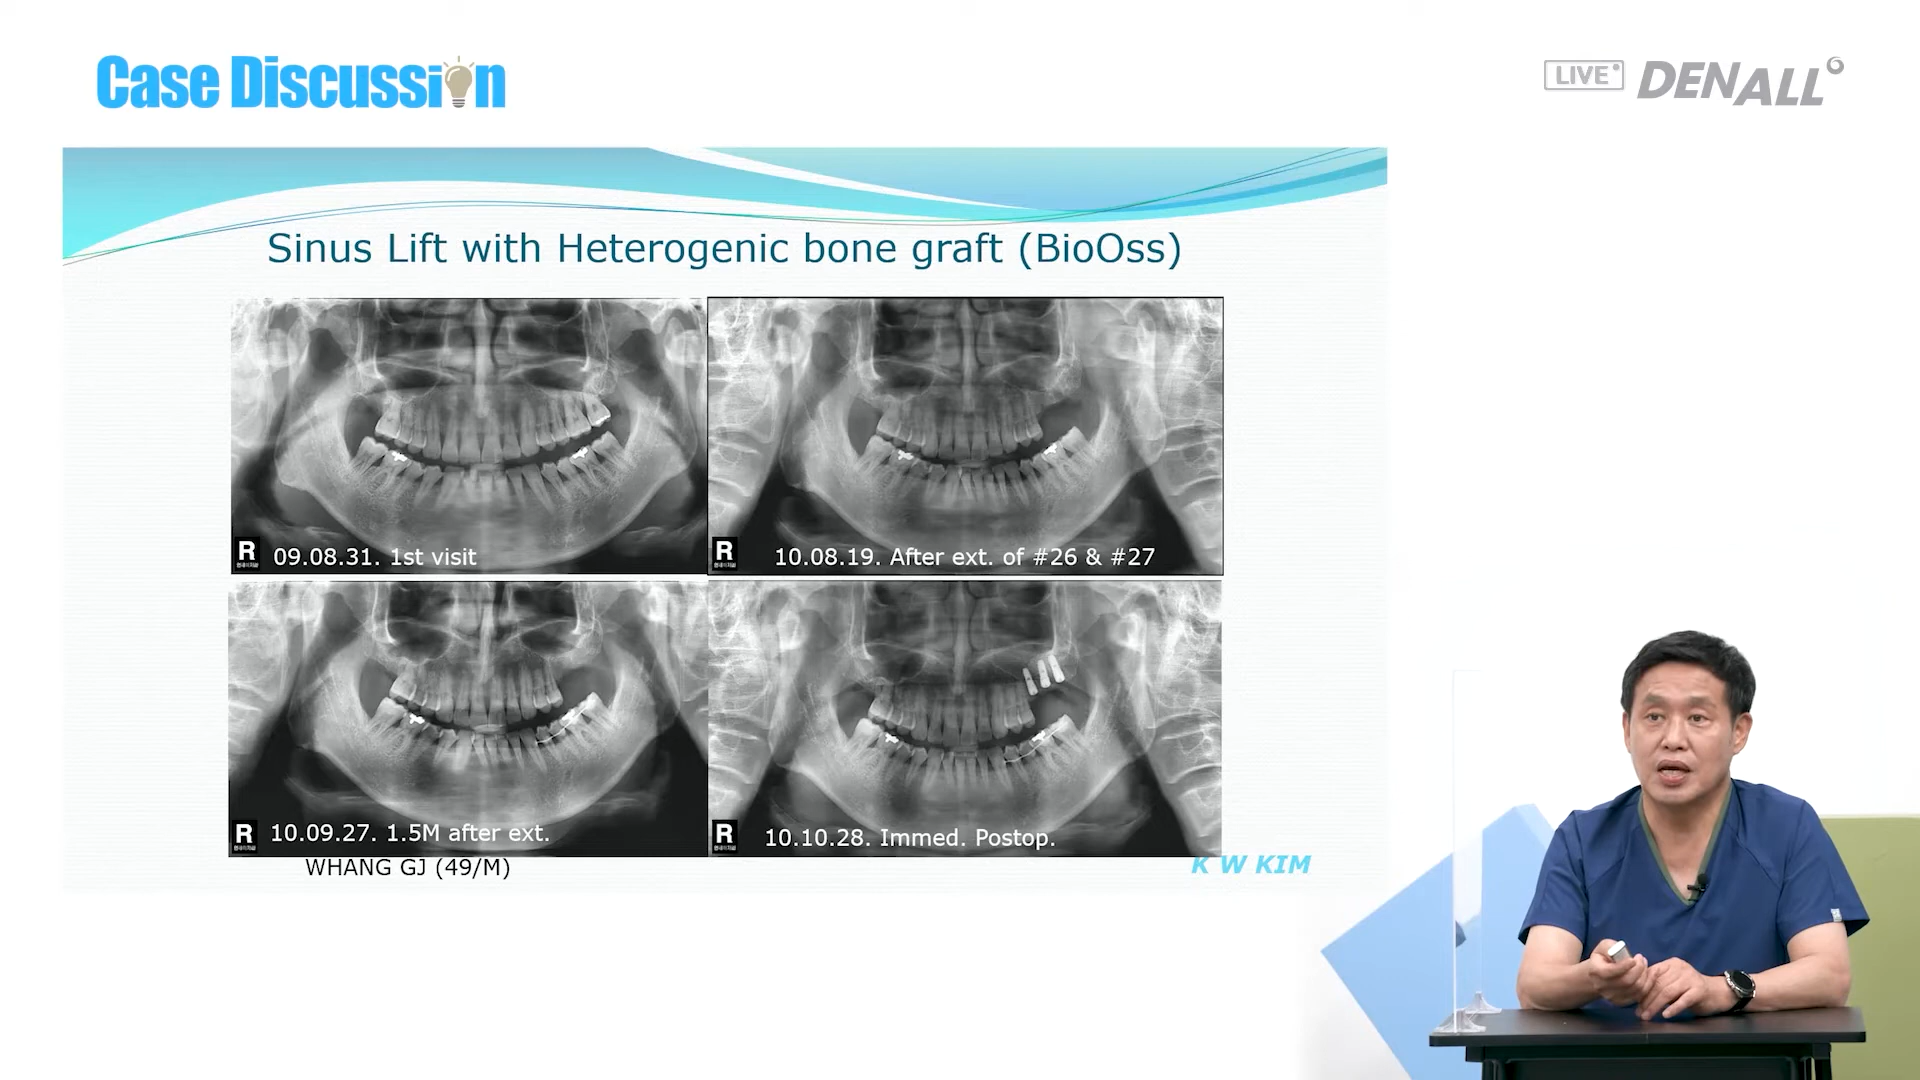 Case Discussion
LIVE
DENALL
Sinus Lift with Heterogenic bone graft (BioOss)
R
09.08.31. 1st visit
R
10.08.19. After ext. of #26 & #27
R
10.09.27. 1.5M after ext.
R
10.10.28. Immed. Postop.
WHANG GJ (49/M)
K W KIM